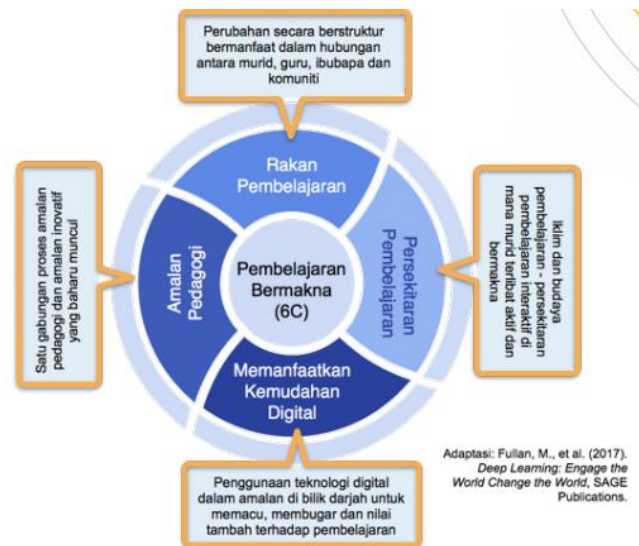 Perubahan secara berstruktur
bermanfaat dalam hubungan
antara murid, guru, ibubapa dan
komuniti
Rakan
Pembelajaran
Satu gabungan proses amalan
pedagogi dan amalan inovatif
yang baharu muncul
Amalan
Pedagogi
Pembelajaran
Bermakna
(6C)
Persekitaran
Pembelajaran
Iklim dan budaya
pembelajaran - persekitaran
pembelajaran interaktif di
mana murid terlibat aktif dan
bermakna
Memanfaatkan
Kemudahan
Digital
Penggunaan teknologi digital
dalam amalan di bilik darjah untuk
memacu, membugar dan nilai
tambah terhadap pembelajaran
Adaptasi: Fullan, M., et al. (2017).
Deep Learning: Engage the
World Change the World, SAGE
Publications.